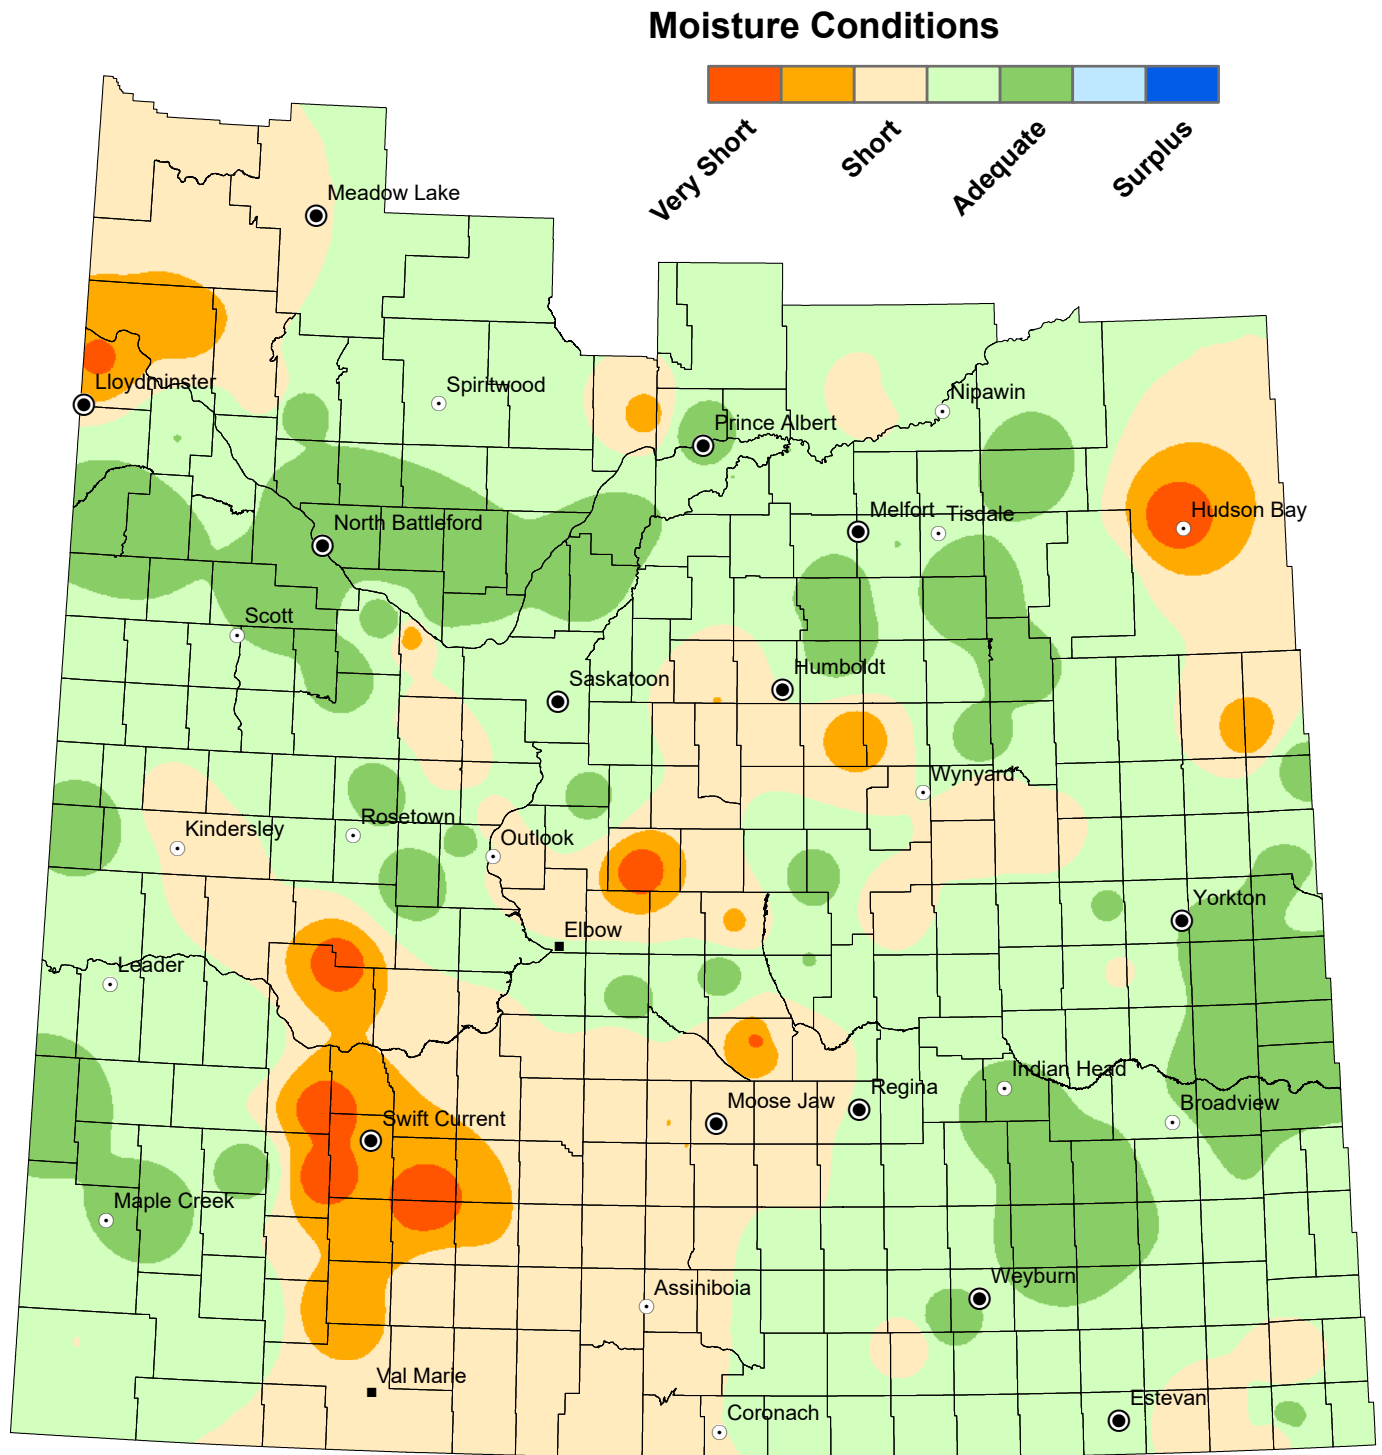 Moisture Conditions
Very Short
Short
Adequate
Surplus
Meadow Lake
Lloydminster
Spiritwood
Nipawin
Prince Albert
Hudson Bay
Melfort
Tisdale
North Battleford
Scott
Humboldt
Saskatoon
Wynyard
Rosetown
Kindersley
Outlook
Yorkton
Elbow
Leader
Indian Head
Regina
Moose Jaw
Broadview
Swift Current
Maple Creek
Weyburn
Assiniboia
Val Marie
Estevan
Coronach